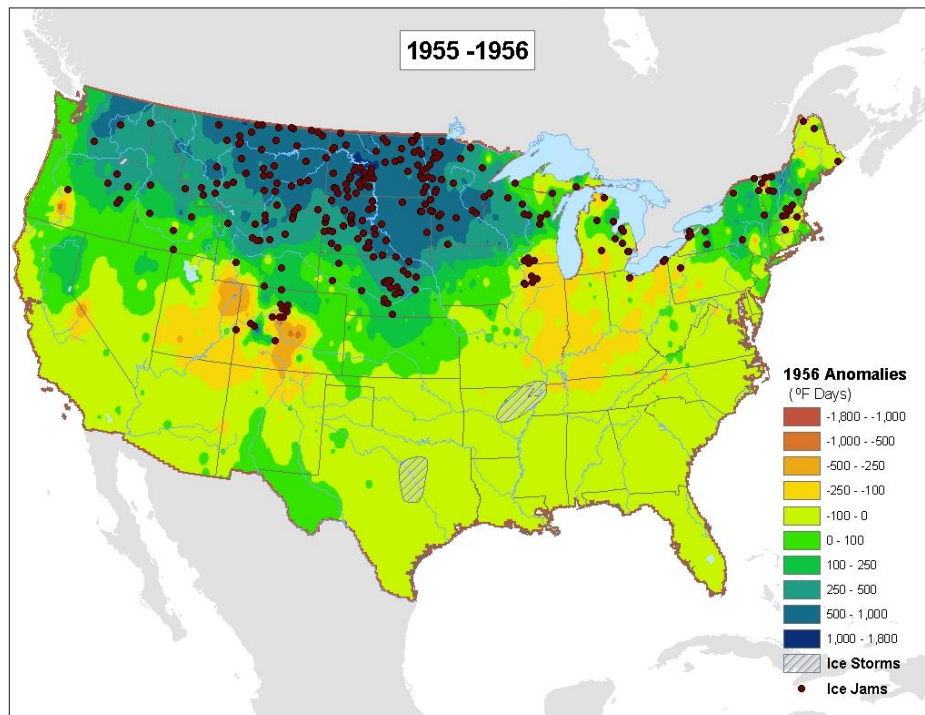 1955 -1956
1956 Anomalies
(ºF Days)
-1,800 - -1,000
-1,000 - -500
-500 - -250
-250 - -100
-100 - 0
0 - 100
100 - 250
250 - 500
500 - 1,000
1,000 - 1,800
Ice Storms
Ice Jams